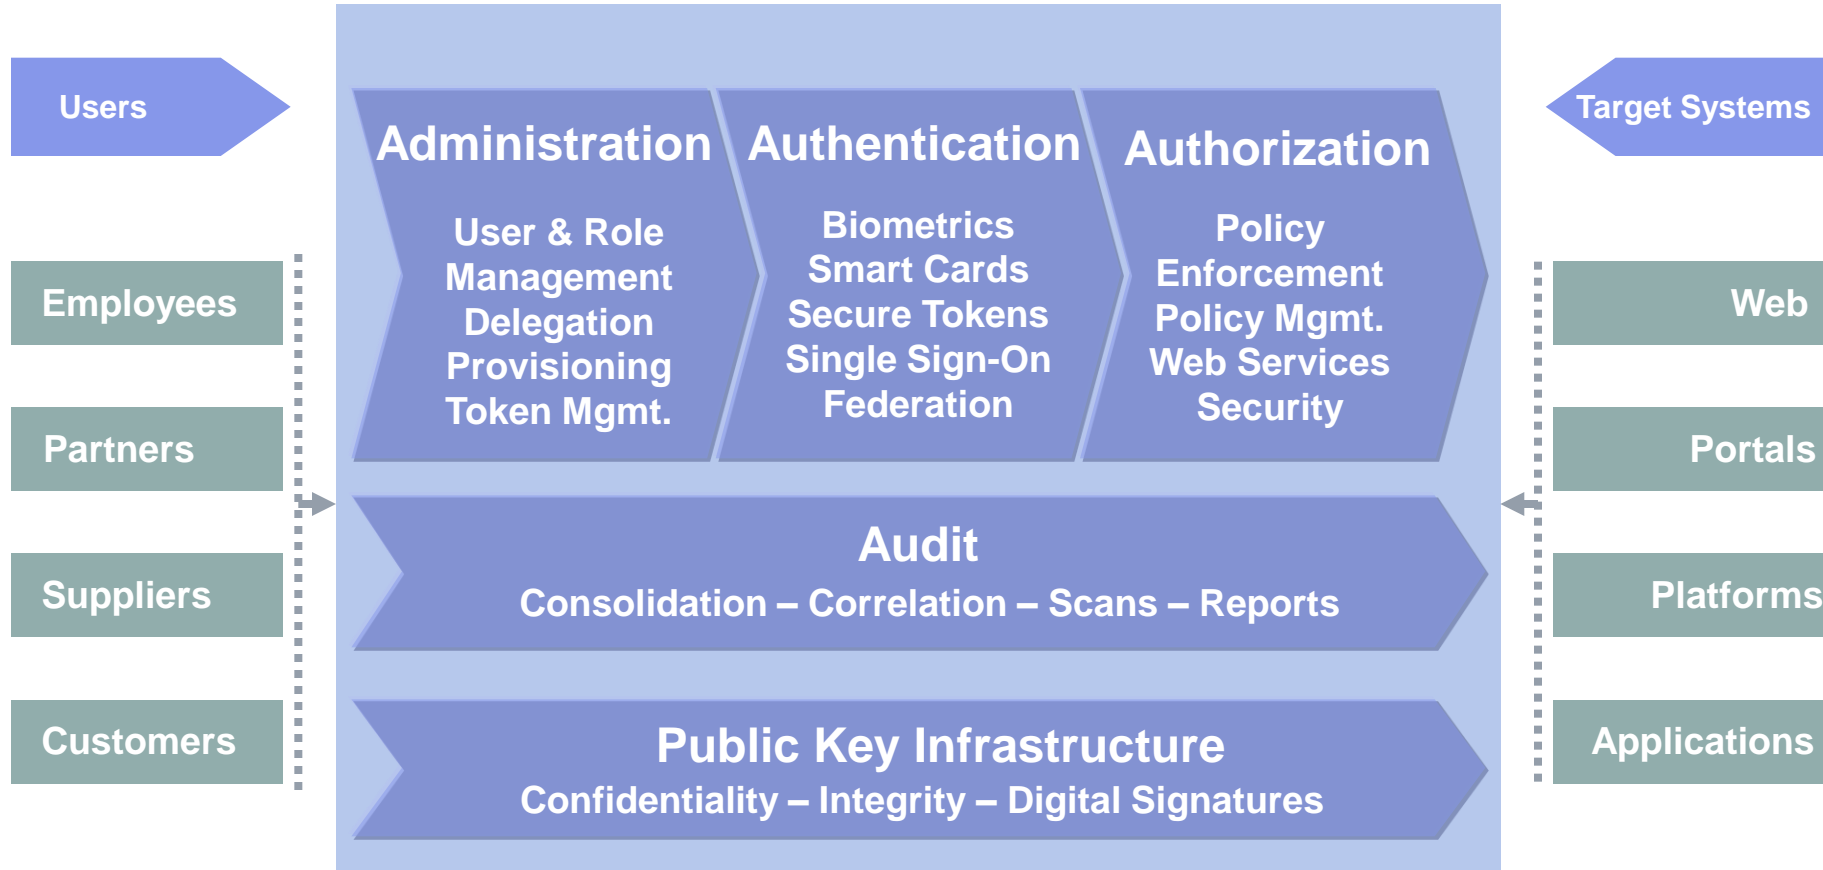 Users
Employees
Partners
Suppliers
Customers
Administration
User & Role
Management
Delegation
Provisioning
Token Mgmt.
Authentication
Biometrics
Smart Cards
Secure Tokens
Single Sign-On
Federation
Authorization
Policy
Enforcement
Policy Mgmt.
Web Services
Security
Audit
Consolidation – Correlation – Scans – Reports
Public Key Infrastructure
Confidentiality – Integrity – Digital Signatures
Target Systems
Web
Portals
Platforms
Applications